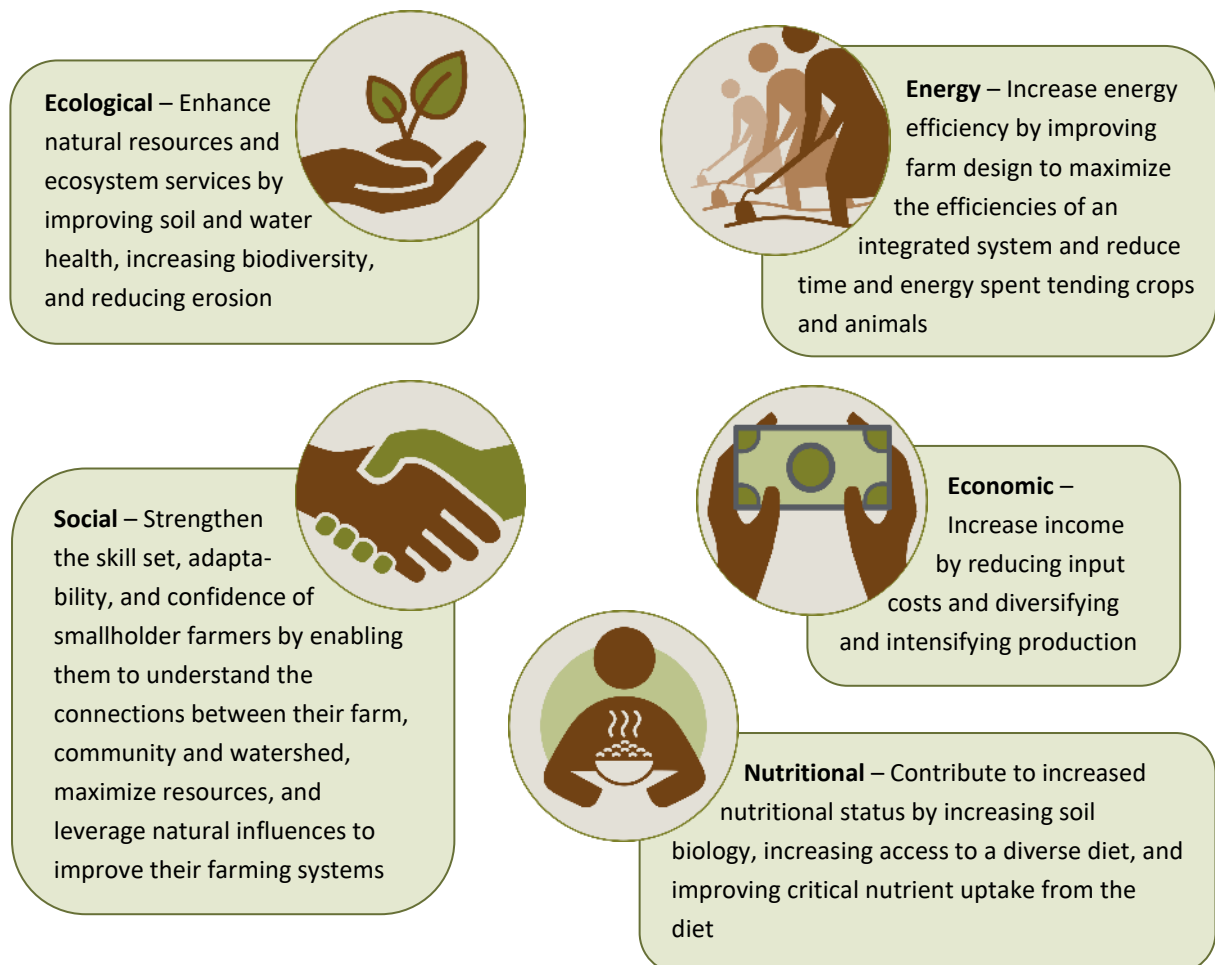 Ecological – Enhance
natural resources and
ecosystem services by
improving soil and water
health, increasing biodiversity,
and reducing erosion
Energy – Increase energy
efficiency by improving
farm design to maximize
the efficiencies of an
integrated system and reduce
time and energy spent tending crops
and animals
Social – Strengthen
the skill set, adapta-
bility, and confidence of
smallholder farmers by enabling
them to understand the
connections between their farm,
community and watershed,
maximize resources, and
leverage natural influences to
improve their farming systems
Economic –
Increase income
by reducing input
costs and diversifying
and intensifying production
Nutritional – Contribute to increased
nutritional status by increasing soil
biology, increasing access to a diverse diet, and
improving critical nutrient uptake from the
diet